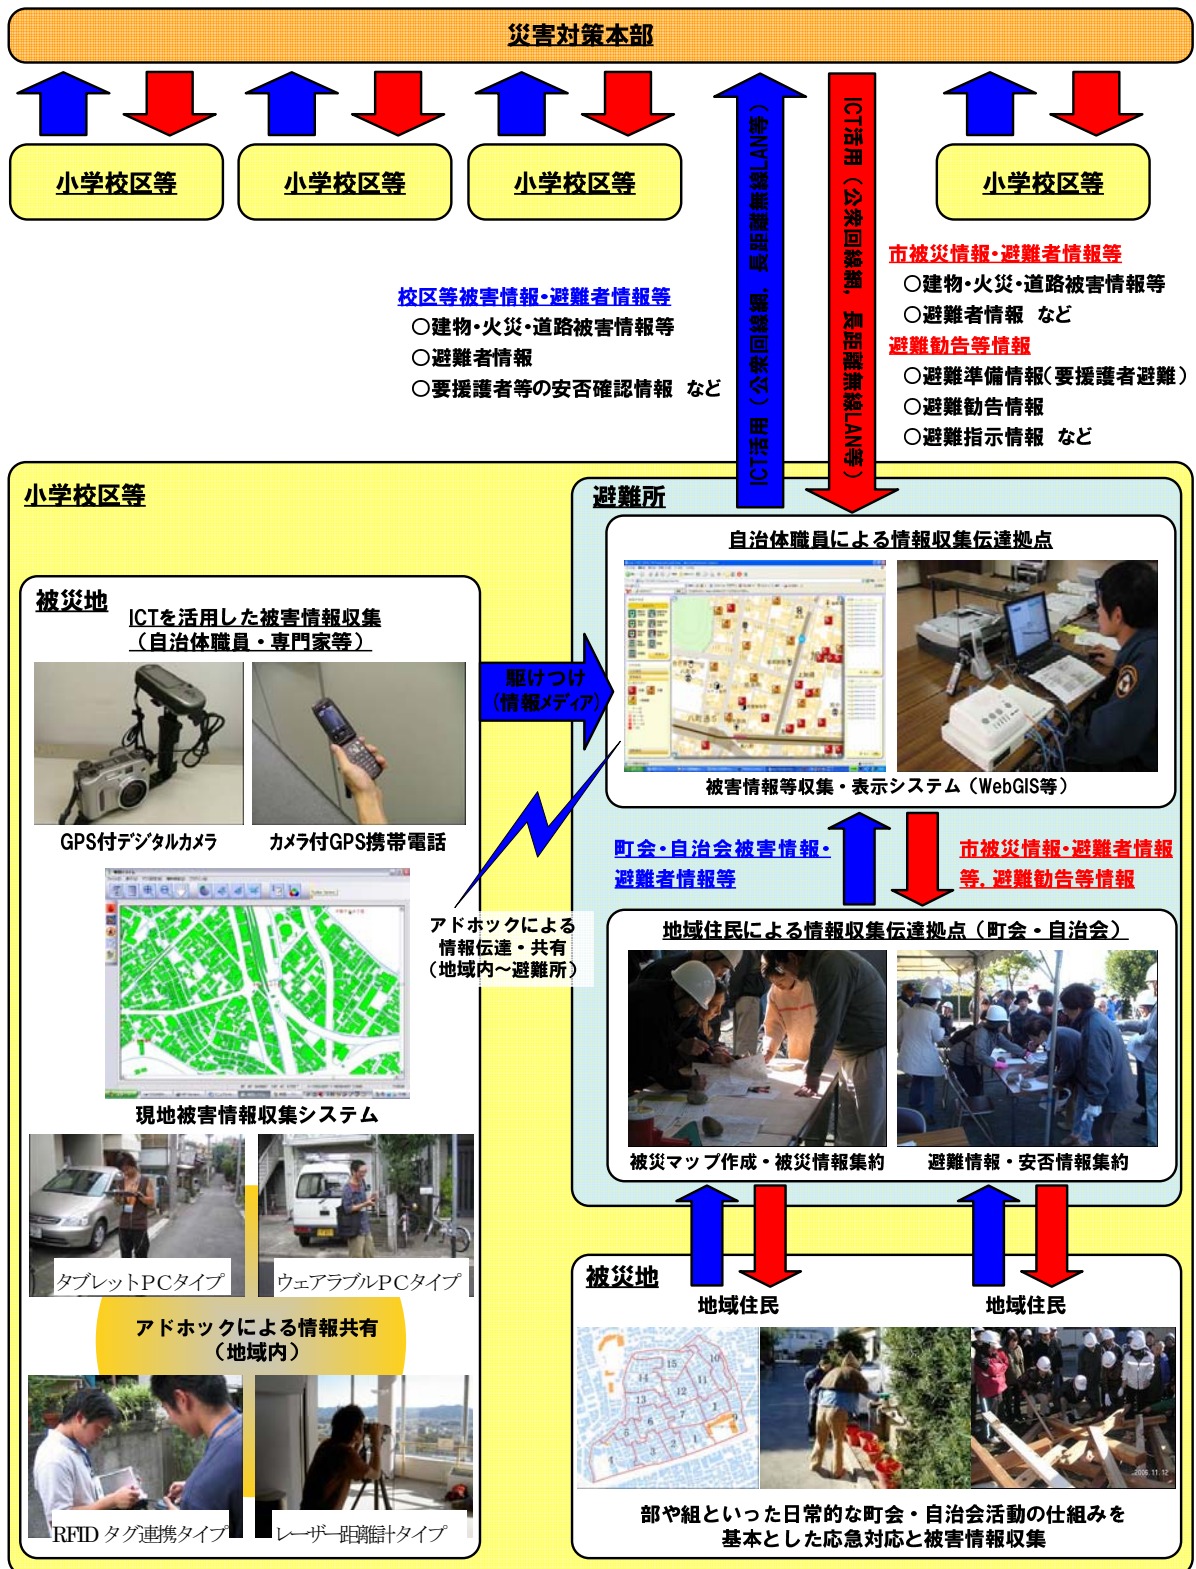 災害対策本部
小学校区等
小学校区等
小学校区等
小学校区等
ICT活用（公衆回線網，長距離無線LAN等）
ICT活用（公衆回線網，長距離無線LAN等）
校区等被害情報・避難者情報等
○建物・火災・道路被害情報等
○避難者情報
○要援護者等の安否確認情報 など
市被災情報・避難者情報等
○建物・火災・道路被害情報等
○避難者情報 など
避難勧告等情報
○避難準備情報（要援護者避難）
○避難勧告情報
○避難指示情報 など
小学校区等
被災地
ICTを活用した被害情報収集
（自治体職員・専門家等）
GPS付デジタルカメラ
カメラ付GPS携帯電話
現地被害情報収集システム
タブレットPCタイプ
ウェアラブルPCタイプ
アドホックによる情報共有
（地域内）
RFIDタグ連携タイプ
レーザー距離計タイプ
駆けつけ
（情報メディア）
アドホックによる
情報伝達・共有
（地域内～避難所）
避難所
自治体職員による情報収集伝達拠点
八町通5
被害情報等収集・表示システム（WebGIS等）
町会・自治会被害情報・
避難者情報等
市被災情報・避難者情報
等，避難勧告等情報
地域住民による情報収集伝達拠点（町会・自治会）
被災マップ作成・被災情報集約
避難情報・安否情報集約
被災地
地域住民
地域住民
15
10
14
11
12
13
7
1
9
6
5
3
2
1
4
2006.11.12
部や組といった日常的な町会・自治会活動の仕組みを
基本とした応急対応と被害情報収集